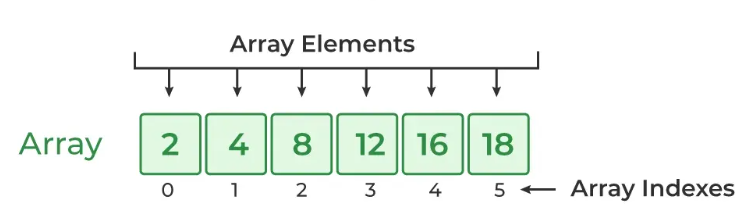 Array Elements
Array 2 4 8 12 16 18
0 1 2 3 4 5 Array Indexes